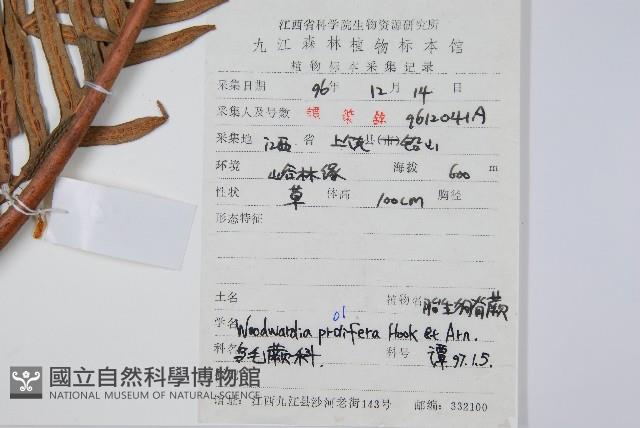 江西省科学院生物资源研究所
九江森林植物标本馆
植物标本采集记录
采集日期 96年 12月 14日
采集人及号数 9612041A
采集地 江西省 上饶县(市) 铅山
环境 林缘 海拔 600 m
性状 草 体高 100cm 胸径
形态特征
土名 植物名 胎生狗脊蕨
ol
学名 Woodwardia prolifera Hook et Arn.
科名 乌毛蕨科 科号 谭 97.1.5.
國立自然科學博物館
NATIONAL MUSEUM OF NATURAL SCIENCE
地址:江西九江县沙河老街143号 邮编:332100